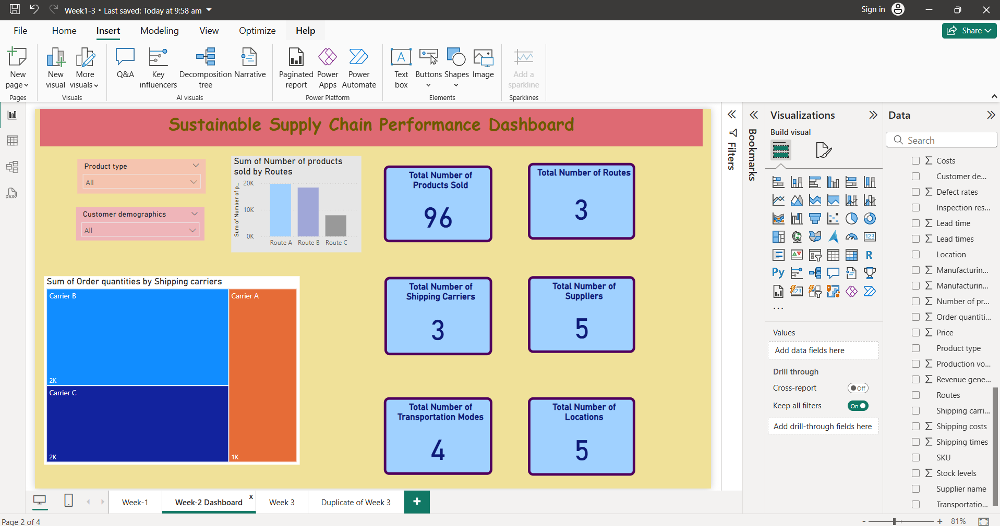 Week1-3 • Last saved: Today at 9:58 am
Sign in
File Home Insert Modeling View Optimize Help
Share
New page
New visual
More visuals
Q&A
Key influencers
Decomposition tree
Narrative
Paginated report
Power Apps
Power Automate
Text box
Buttons
Shapes
Image
Add a sparkline
Pages
Visuals
AI visuals
Power Platform
Elements
Sparklines
DAX
Sustainable Supply Chain Performance Dashboard
Product type
All
Customer demographics
All
Sum of Number of products
sold by Routes
Sum of Number of p...
20K
10K
0K
Route A Route B Route C
Total Number of
Products Sold
96
Total Number of Routes
3
Sum of Order quantities by Shipping carriers
Carrier B
2K
Carrier C
2K
Carrier A
1K
Total Number of
Shipping Carriers
3
Total Number of
Suppliers
5
Total Number of
Transportation Modes
4
Total Number of
Locations
5
Filters
Bookmarks
Visualizations
Build visual
123
R
Py
123
...
Values
Add data fields here
Drill through
Cross-report
Off
Keep all filters
On
Add drill-through fields here
Data
Search
Σ Costs
Customer de...
Σ Defect rates
Inspection res...
Σ Lead time
Σ Lead times
Location
Σ Manufacturin...
Σ Manufacturin...
Σ Number of pr...
Σ Order quantiti...
Σ Price
Product type
Σ Production vo...
Σ Revenue gene...
Routes
Shipping carri...
Σ Shipping costs
Σ Shipping times
SKU
Σ Stock levels
Supplier name
Transportatio...
Week-1
Week-2 Dashboard
x
Week 3
Duplicate of Week 3
+
Page 2 of 4
- + 81%